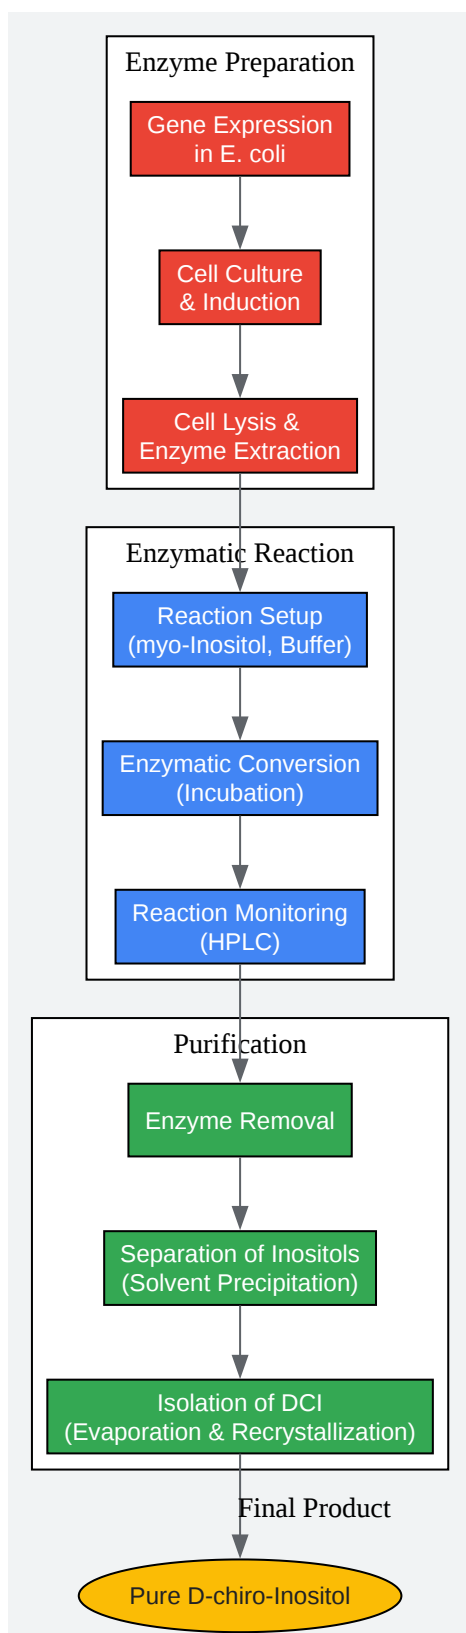 Enzyme Preparation
Gene Expression
in E. coli
Cell Culture
& Induction
Cell Lysis &
Enzyme Extraction
Enzymatic Reaction
Reaction Setup
(myo-Inositol, Buffer)
Enzymatic Conversion
(Incubation)
Reaction Monitoring
(HPLC)
Purification
Enzyme Removal
Separation of Inositols
(Solvent Precipitation)
Isolation of DCI
(Evaporation & Recrystallization)
Final Product
Pure D-chiro-Inositol